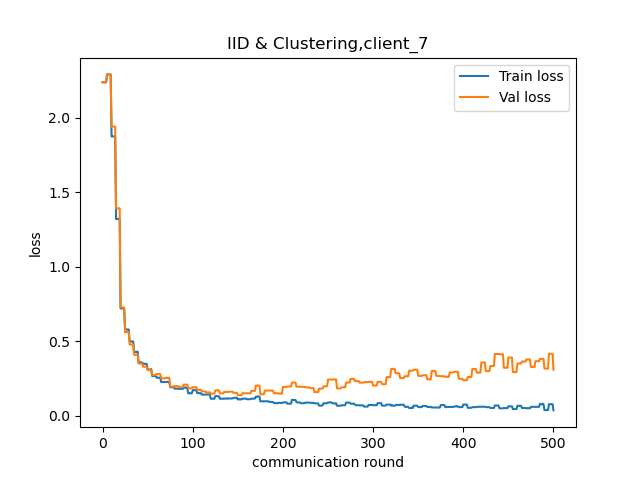 IID & Clustering,client_7
Train loss
Val loss
2.0
1.5
1.0
0.5
0.0
loss
0
100
200
300
400
500
communication round